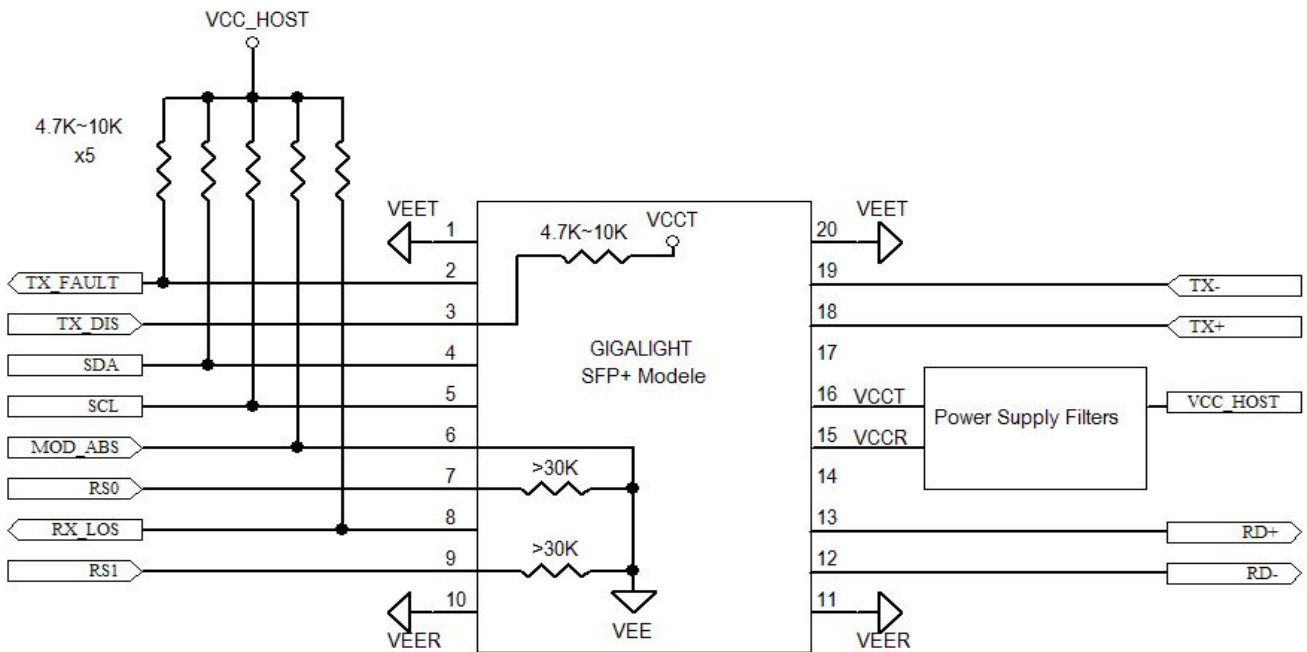 VCC_HOST
4.7K~10K
x5
VEET
1
4.7K~10K
VCCT
20
VEET
TX_FAULT
2
19
TX-
TX_DIS
3
18
TX+
SDA
4
GIGALIGHT
SFP+ Modele
17
SCL
5
16
VCCT
Power Supply Filters
VCC_HOST
MOD_ABS
6
15
VCCR
RS0
7
>30K
14
RX_LOS
8
13
RD+
RS1
9
>30K
12
RD-
10
VEER
VEE
11
VEER